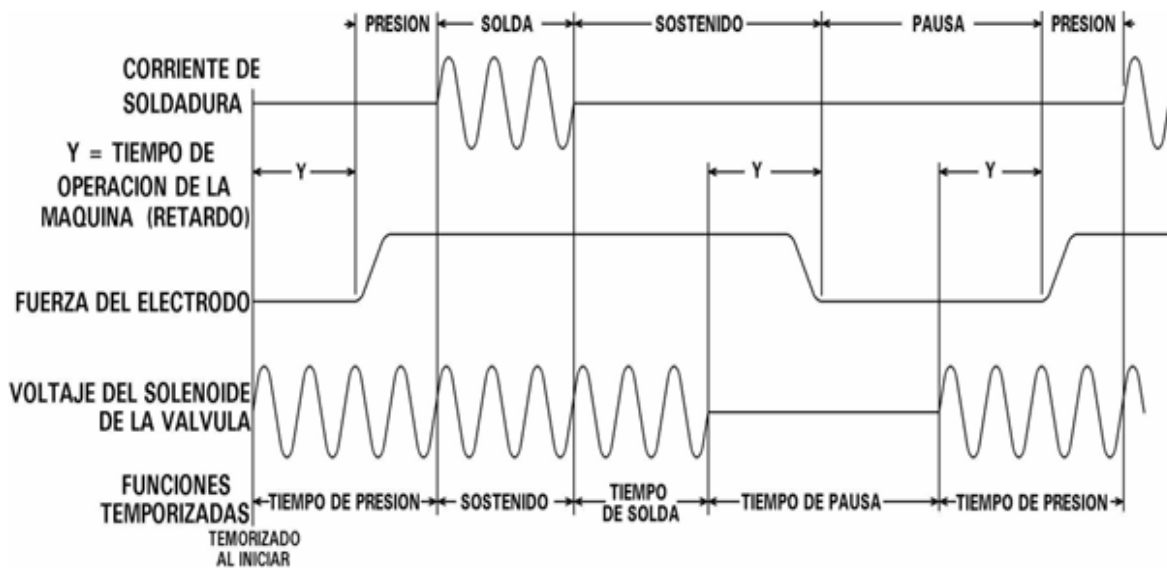 PRESION SOLDA SOSTENIDO PAUSA PRESION
CORRIENTE DE
SOLDADURA
Y = TIEMPO DE
OPERACION DE LA
MAQUINA (RETARDO)
Y Y Y
FUERZA DEL ELECTRODO
VOLTAJE DEL SOLENOIDE
DE LA VALVULA
FUNCIONES
TEMPORIZADAS
TIEMPO DE PRESION SOSTENIDO TIEMPO
DE SOLDA TIEMPO DE PAUSA TIEMPO DE PRESION
TEMORIZADO
AL INICIAR